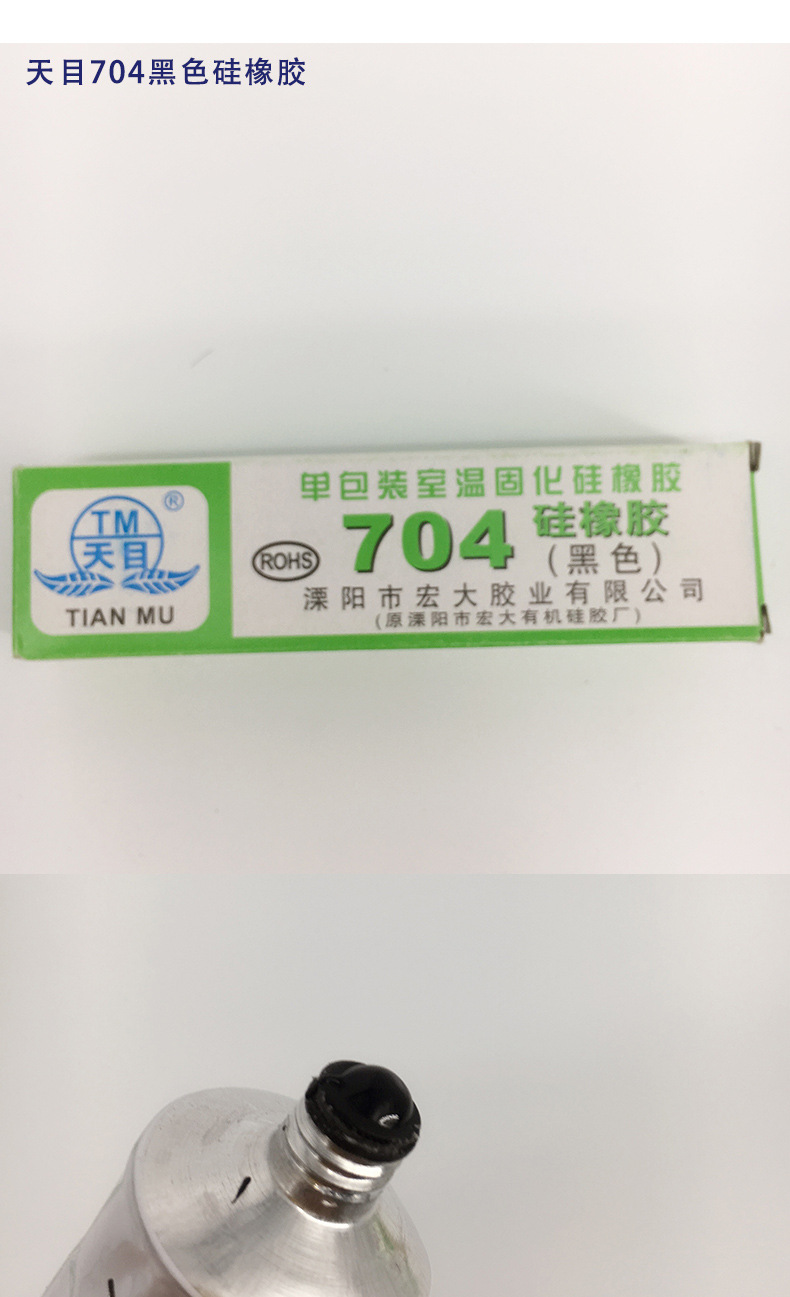 天目704黑色硅橡胶
单包装室温固化硅橡胶
704 硅橡胶
(黑色)
ROHS
溧阳市宏大胶业有限公司
(原溧阳市宏大有机硅胶厂)
®
TM
天目
TIAN MU